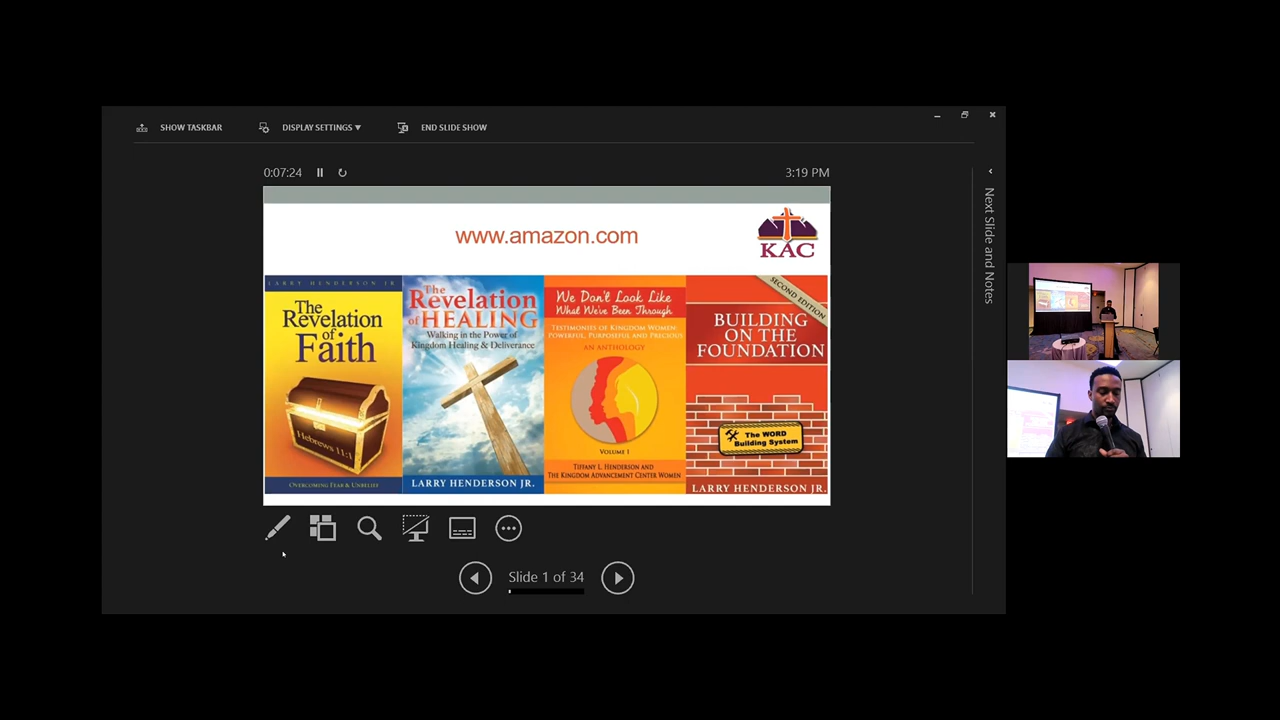 SHOW TASKBAR
DISPLAY SETTINGS ▼
END SLIDE SHOW
0:07:24
3:19 PM
Next Slide and Notes
www.amazon.com
KAC
LARRY HENDERSON JR.
The
Revelation
of
Faith
Hebrews 11:1
OVERCOMING FEAR & UNBELIEF
The
Revelation
of HEALING
Walking in the Power of
Kingdom Healing & Deliverance
LARRY HENDERSON JR.
We Don't Look Like
What We've Been Through
TESTIMONIES OF KINGDOM WOMEN:
POWERFUL, PURPOSEFUL AND PRECIOUS
AN ANTHOLOGY
VOLUME I
TIFFANY L. HENDERSON AND
THE KINGDOM ADVANCEMENT CENTER WOMEN
SECOND EDITION
BUILDING
ON THE
FOUNDATION
The WORD
Building System
LARRY HENDERSON JR.
Slide 1 of 34